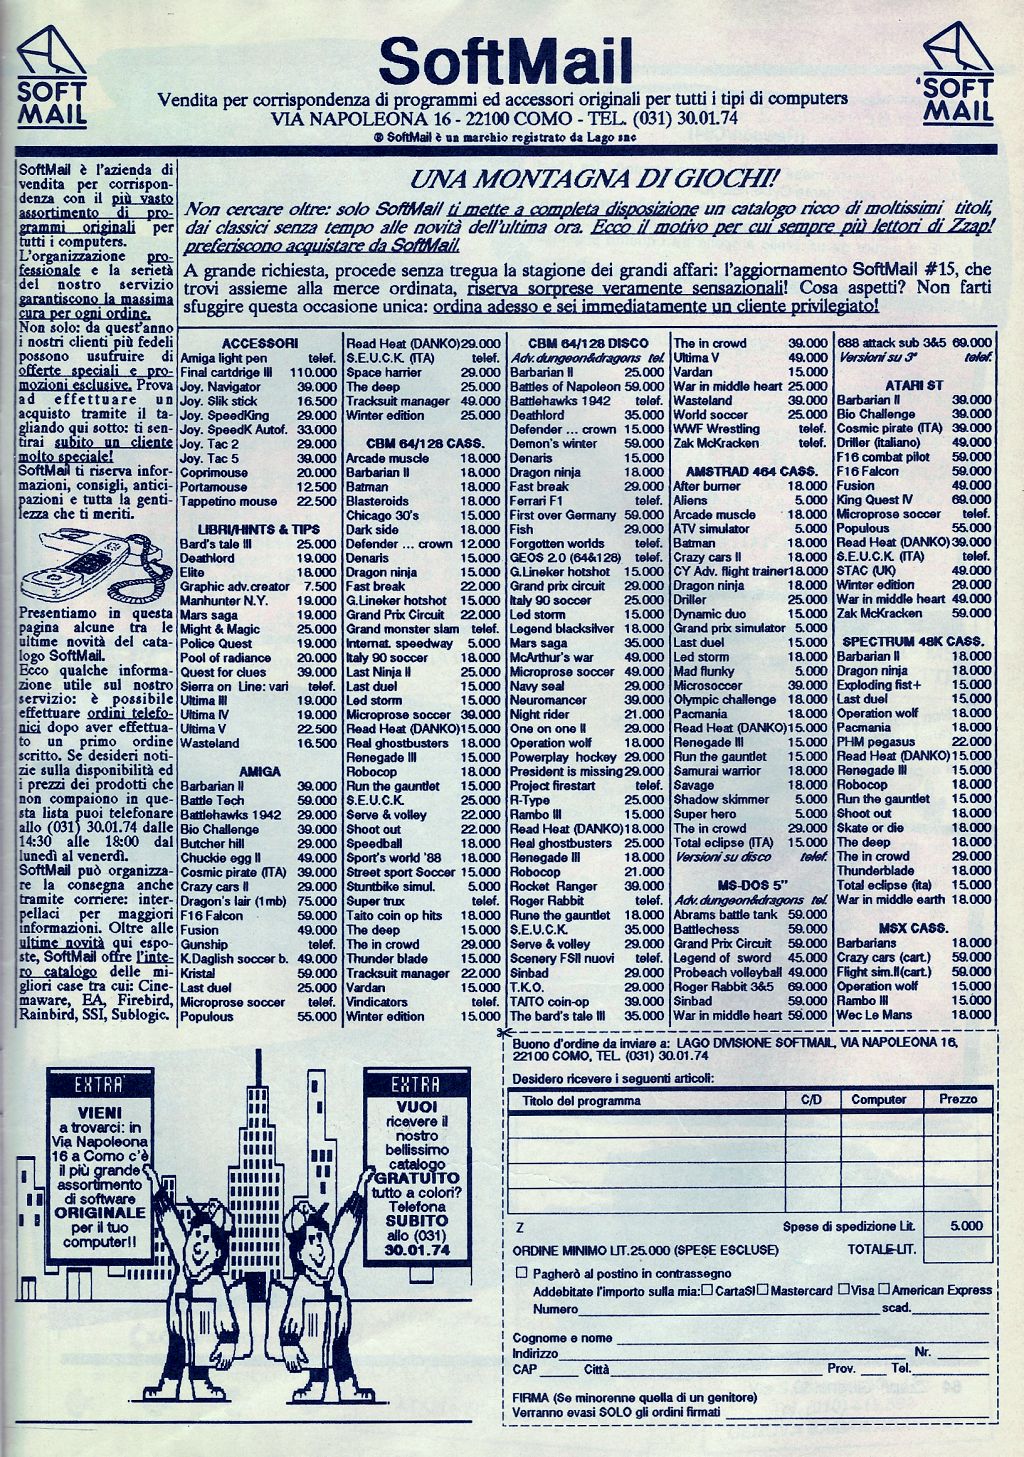 SOFT
MAIL
SoftMail
SOFT
MAIL
Vendita per corrispondenza di programmi ed accessori originali per tutti i tipi di computers
VIA NAPOLEONA 16 - 22100 COMO - TEL. (031) 30.01.74
® SoftMail è un marchio registrato da Lago snc
SoftMail è l'azienda di
vendita per corrispon-
denza con il più vasto
assortimento di pro-
grammi originali per
tutti i computers.
L'organizzazione pro-
fessionale e la serietà
del nostro servizio
garantiscono la massima
cura per ogni ordine.
Non solo: da quest'anno
i nostri clienti più fedeli
possono usufruire di
offerte speciali e pro-
mozioni esclusive. Prova
ad effettuare un
acquisto tramite il ta-
gliando qui sotto: ti sen-
tirai subito un cliente
molto speciale!
SoftMail ti riserva infor-
mazioni, consigli, antici-
pazioni e tutta la genti-
lezza che ti meriti.
Presentiamo in questa
pagina alcune tra le
ultime novità del cata-
logo SoftMail.
Ecco qualche informa-
zione utile sul nostro
servizio: è possibile
effettuare ordini telefo-
nici dopo aver effettua-
to un primo ordine
scritto. Se desideri noti-
zie sulla disponibilità ed
i prezzi dei prodotti che
non compaiono in que-
sta lista puoi telefonare
allo (031) 30.01.74 dalle
14:30 alle 18:00 dal
lunedì al venerdì.
SoftMail può organizza-
re la consegna anche
tramite corriere: inter-
pellaci per maggiori
informazioni. Oltre alle
ultime novità qui espo-
ste, SoftMail offre l'inte-
ro catalogo delle mi-
gliori case tra cui: Cine-
maware, EA, Firebird,
Rainbird, SSI, Sublogic.
UNA MONTAGNA DI GIOCHI!
Non cercare oltre: solo SoftMail ti mette a completa disposizione un catalogo ricco di moltissimi titoli,
dai classici senza tempo alle novità dell'ultima ora. Ecco il motivo per cui sempre più lettori di Zzap!
preferiscono acquistare da SoftMail.
A grande richiesta, procede senza tregua la stagione dei grandi affari: l'aggiornamento SoftMail #15, che
trovi assieme alla merce ordinata, riserva sorprese veramente sensazionali! Cosa aspetti? Non farti
sfuggire questa occasione unica: ordina adesso e sei immediatamente un cliente privilegiato!
ACCESSORI
Amiga light pen telef.
Final cartdrige III 110.000
Joy. Navigator 39.000
Joy. Slik stick 16.500
Joy. SpeedKing 29.000
Joy. SpeedK Autof. 33.000
Joy. Tac 2 29.000
Joy. Tac 5 39.000
Coprimouse 20.000
Portamouse 12.500
Tappetino mouse 22.500
LIBRI/HINTS & TIPS
Bard's tale III 25.000
Deathlord 19.000
Elite 18.000
Graphic adv.creator 7.500
Manhunter N.Y. 19.000
Mars saga 19.000
Might & Magic 25.000
Police Quest 19.000
Pool of radiance 20.000
Quest for clues 39.000
Sierra on Line: vari telef.
Ultima III 19.000
Ultima IV 19.000
Ultima V 22.500
Wasteland 16.500
AMIGA
Barbarian II 39.000
Battle Tech 59.000
Battlehawks 1942 29.000
Bio Challenge 39.000
Butcher hill 29.000
Chuckie egg II 49.000
Cosmic pirate (ITA) 39.000
Crazy cars II 29.000
Dragon's lair (1mb) 75.000
F16 Falcon 59.000
Fusion 49.000
Gunship telef.
K.Daglish soccer b. 49.000
Kristal 59.000
Last duel 25.000
Microprose soccer telef.
Populous 55.000
Read Heat (DANKO)29.000
S.E.U.C.K. (ITA) telef.
Space harrier 29.000
The deep 25.000
Tracksuit manager 49.000
Winter edition 25.000
CBM 64/128 CASS.
Arcade muscle 18.000
Barbarian II 18.000
Batman 18.000
Blasteroids 18.000
Chicago 30's 15.000
Dark side 18.000
Defender ... crown 12.000
Denaris 15.000
Dragon ninja 15.000
Fast break 22.000
G.Lineker hotshot 15.000
Grand Prix Circuit 22.000
Grand monster slam telef.
Internat. speedway 5.000
Italy 90 soccer 18.000
Last Ninja II 25.000
Last duel 15.000
Led storm 15.000
Microprose soccer 39.000
Read Heat (DANKO)15.000
Real ghostbusters 18.000
Renegade III 15.000
Robocop 18.000
Run the gauntlet 15.000
S.E.U.C.K. 25.000
Serve & volley 22.000
Shoot out 22.000
Speedball 18.000
Sport's world '88 18.000
Street sport Soccer 15.000
Stuntbike simul. 5.000
Super trux telef.
Taito coin op hits 18.000
The deep 15.000
The in crowd 29.000
Thunder blade 15.000
Tracksuit manager 22.000
Vardan 15.000
Vindicators telef.
Winter edition 15.000
CBM 64/128 DISCO
Adv.dungeon&dragons tel.
Barbarian II 25.000
Battles of Napoleon 59.000
Battlehawks 1942 telef.
Deathlord 35.000
Defender ... crown 15.000
Demon's winter 59.000
Denaris 15.000
Dragon ninja 18.000
Fast break 29.000
Ferrari F1 telef.
First over Germany 59.000
Fish 29.000
Forgotten worlds telef.
GEOS 2.0 (64&128) telef.
G.Lineker hotshot 15.000
Grand prix circuit 29.000
Italy 90 soccer 25.000
Led storm 15.000
Legend blacksilver 18.000
Mars saga 35.000
McArthur's war 49.000
Microprose soccer 49.000
Navy seal 29.000
Neuromancer 39.000
Night rider 21.000
One on one II 29.000
Operation wolf 18.000
Powerplay hockey 29.000
President is missing29.000
Project firestart telef.
R-Type 25.000
Rambo III 15.000
Read Heat (DANKO)18.000
Real ghostbusters 25.000
Renegade III 18.000
Robocop 21.000
Rocket Ranger 39.000
Roger Rabbit telef.
Rune the gauntlet 18.000
S.E.U.C.K. 35.000
Serve & volley 29.000
Scenery FSII nuovi telef.
Sinbad 29.000
T.K.O. 29.000
TAITO coin-op 39.000
The bard's tale III 35.000
The in crowd 39.000
Ultima V 49.000
Vardan 15.000
War in middle heart 25.000
Wasteland 39.000
World soccer 25.000
WWF Wrestling telef.
Zak McKracken telef.
AMSTRAD 464 CASS.
After burner 18.000
Aliens 5.000
Arcade muscle 18.000
ATV simulator 5.000
Batman 18.000
Crazy cars II 18.000
CY Adv. flight trainer18.000
Dragon ninja 18.000
Driller 25.000
Dynamic duo 15.000
Grand prix simulator 5.000
Last duel 15.000
Led storm 18.000
Mad flunky 5.000
Microsoccer 39.000
Olympic challenge 18.000
Pacmania 18.000
Read Heat (DANKO)15.000
Renegade III 15.000
Run the gauntlet 15.000
Samurai warrior 18.000
Savage 18.000
Shadow skimmer 5.000
Super hero 5.000
The in crowd 29.000
Total eclipse (ITA) 15.000
Versioni su disco telef.
MS-DOS 5"
Adv.dungeon&dragons tel.
Abrams battle tank 59.000
Battlechess 59.000
Grand Prix Circuit 59.000
Legend of sword 45.000
Probeach volleyball 49.000
Roger Rabbit 3&5 69.000
Sinbad 59.000
War in middle heart 59.000
688 attack sub 3&5 69.000
Versioni su 3" telef.
ATARI ST
Barbarian II 39.000
Bio Challenge 39.000
Cosmic pirate (ITA) 39.000
Driller (italiano) 49.000
F16 combat pilot 59.000
F16 Falcon 59.000
Fusion 49.000
King Quest IV 69.000
Microprose soccer telef.
Populous 55.000
Read Heat (DANKO)39.000
S.E.U.C.K. (ITA) telef.
STAC (UK) 49.000
Winter edition 29.000
War in middle heart 49.000
Zak McKracken 59.000
SPECTRUM 48K CASS.
Barbarian II 18.000
Dragon ninja 18.000
Exploding fist+ 15.000
Last duel 15.000
Operation wolf 18.000
Pacmania 18.000
PHM pegasus 22.000
Read Heat (DANKO)15.000
Renegade III 15.000
Robocop 18.000
Run the gauntlet 15.000
Shoot out 18.000
Skate or die 18.000
The deep 18.000
The in crowd 29.000
Thunderblade 18.000
Total eclipse (ita) 15.000
War in middle earth 18.000
MSX CASS.
Barbarians 18.000
Crazy cars (cart.) 59.000
Flight sim.II(cart.) 59.000
Operation wolf 15.000
Rambo III 15.000
Wec Le Mans 18.000
EXTRA'
VIENI
a trovarci: in
Via Napoleona
16 a Como c'è
il più grande
assortimento
di software
ORIGINALE
per il tuo
computer!!
EXTRA
VUOI
ricevere il
nostro
bellissimo
catalogo
GRATUITO
tutto a colori?
Telefona
SUBITO
allo (031)
30.01.74
Buono d'ordine da inviare a: LAGO DIVISIONE SOFTMAIL, VIA NAPOLEONA 16,
22100 COMO, TEL. (031) 30.01.74
Desidero ricevere i seguenti articoli:
Titolo del programma C/D Computer Prezzo
Z Spese di spedizione Lit. 5.000
ORDINE MINIMO LIT.25.000 (SPESE ESCLUSE) TOTALE LIT.
Pagherò al postino in contrassegno
Addebitate l'importo sulla mia: CartaSI Mastercard Visa American Express
Numero scad.
Cognome e nome
Indirizzo Nr.
CAP Città Prov. Tel.
FIRMA (Se minorenne quella di un genitore)
Verranno evasi SOLO gli ordini firmati